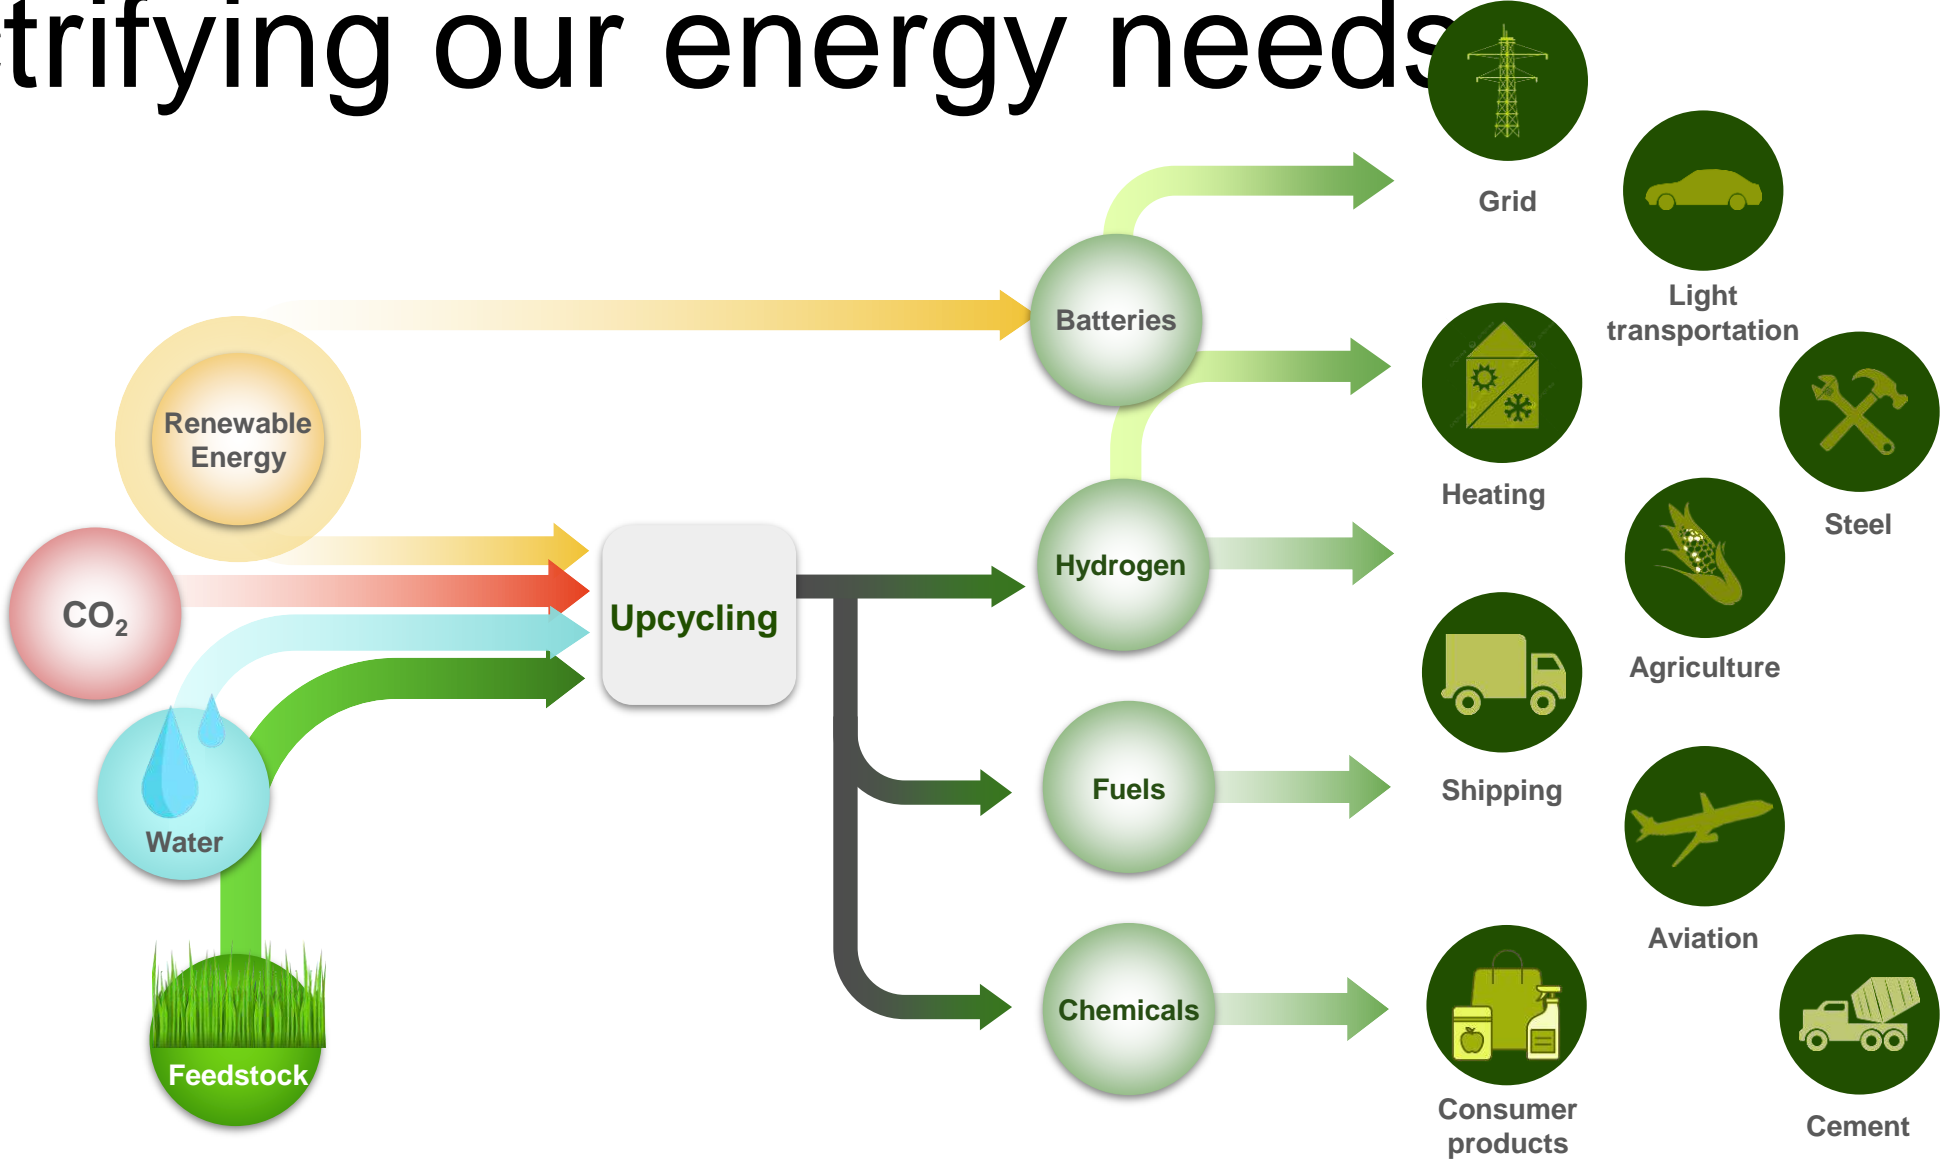 trifying our energy needs
Grid
Light
transportation
Batteries
Renewable
Energy
Heating
Steel
CO₂
Upcycling
Hydrogen
Agriculture
Water
Fuels
Shipping
Aviation
Feedstock
Chemicals
Consumer
products
Cement